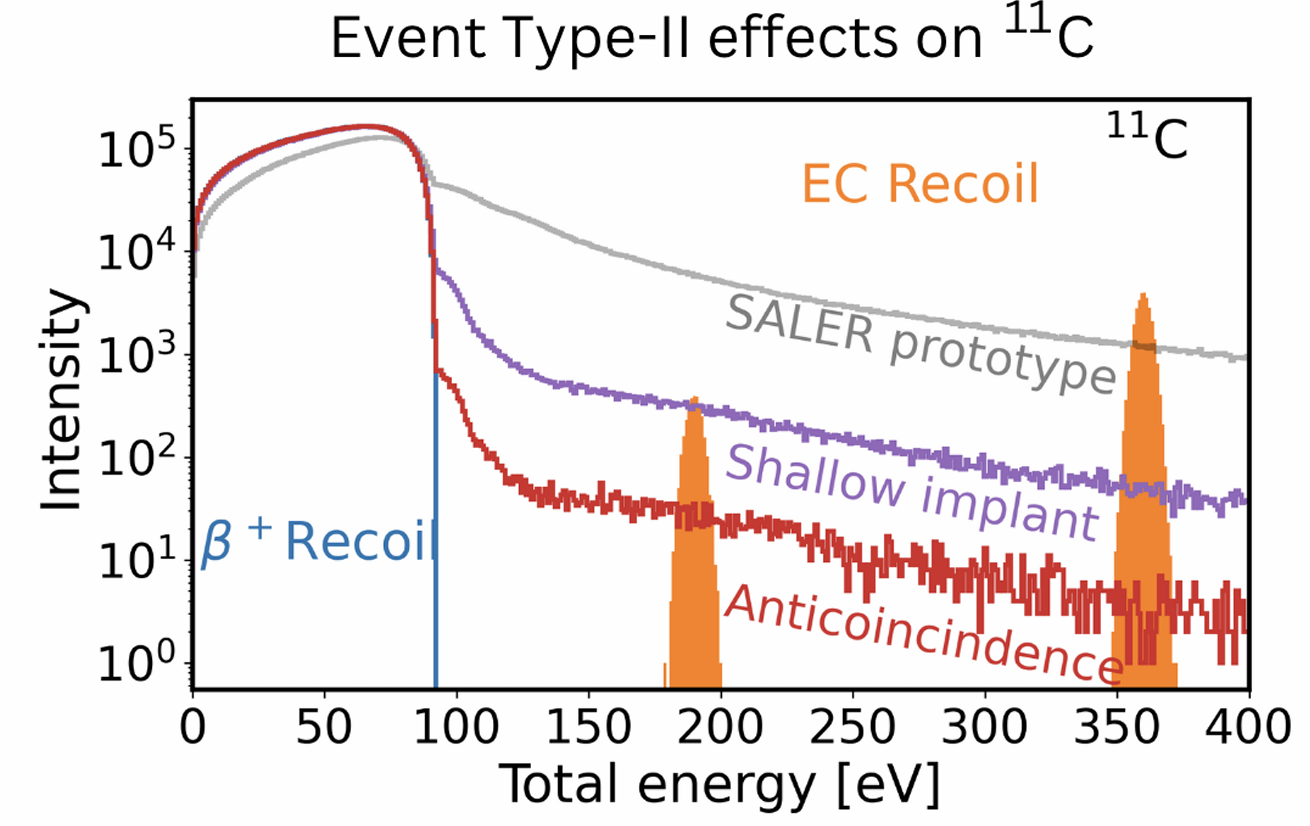 Event Type-II effects on ¹¹C
¹¹C
EC Recoil
SALER prototype
Shallow implant
Anticoincidence
β⁺ Recoil
Intensity
10⁵
10⁴
10³
10²
10¹
10⁰
0 50 100 150 200 250 300 350 400
Total energy [eV]